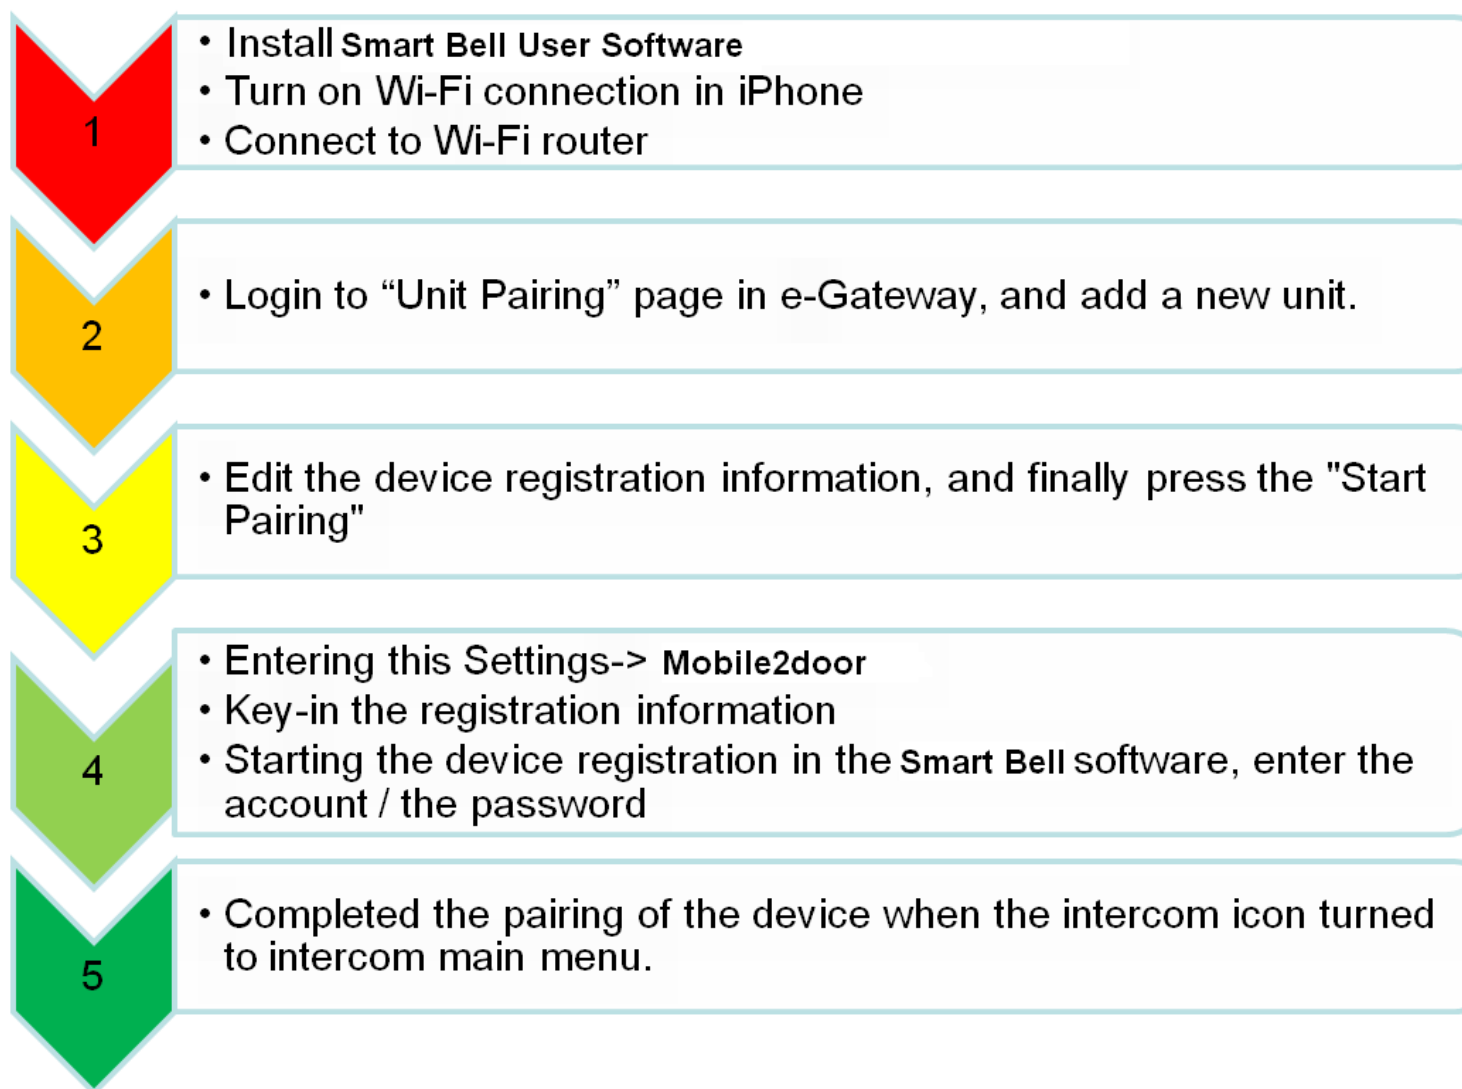 1
• Install Smart Bell User Software
• Turn on Wi-Fi connection in iPhone
• Connect to Wi-Fi router
2
• Login to “Unit Pairing” page in e-Gateway, and add a new unit.
3
• Edit the device registration information, and finally press the "Start
Pairing"
4
• Entering this Settings-> Mobile2door
• Key-in the registration information
• Starting the device registration in the Smart Bell software, enter the
account / the password
5
• Completed the pairing of the device when the intercom icon turned
to intercom main menu.